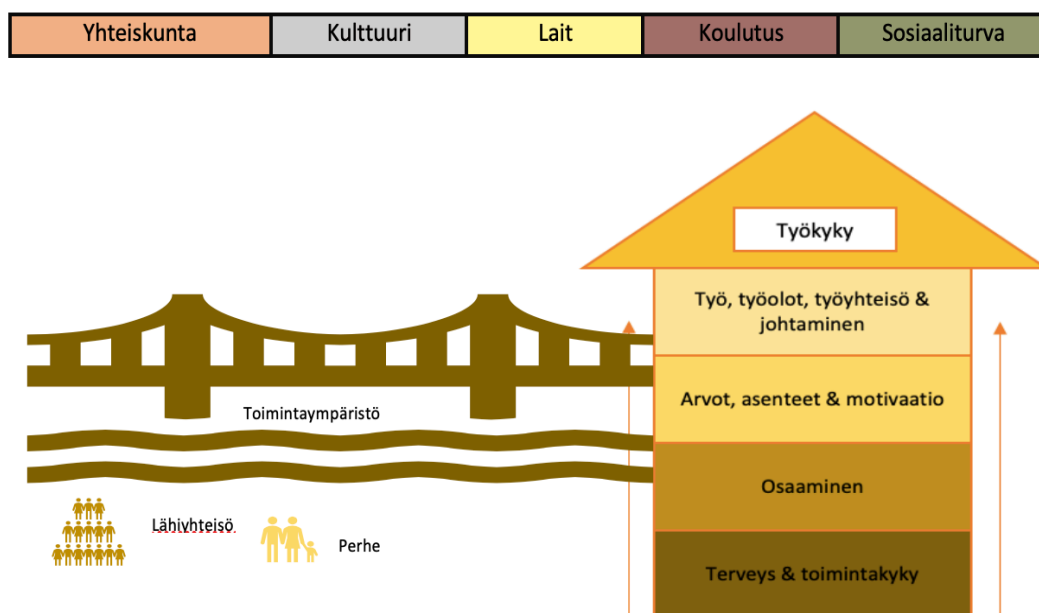 Yhteiskunta
Kulttuuri
Lait
Koulutus
Sosiaaliturva
Työkyky
Työ, työolot, työyhteisö &
johtaminen
Arvot, asenteet & motivaatio
Toimintaympäristö
Osaaminen
Lähiyhteisö
Perhe
Terveys & toimintakyky